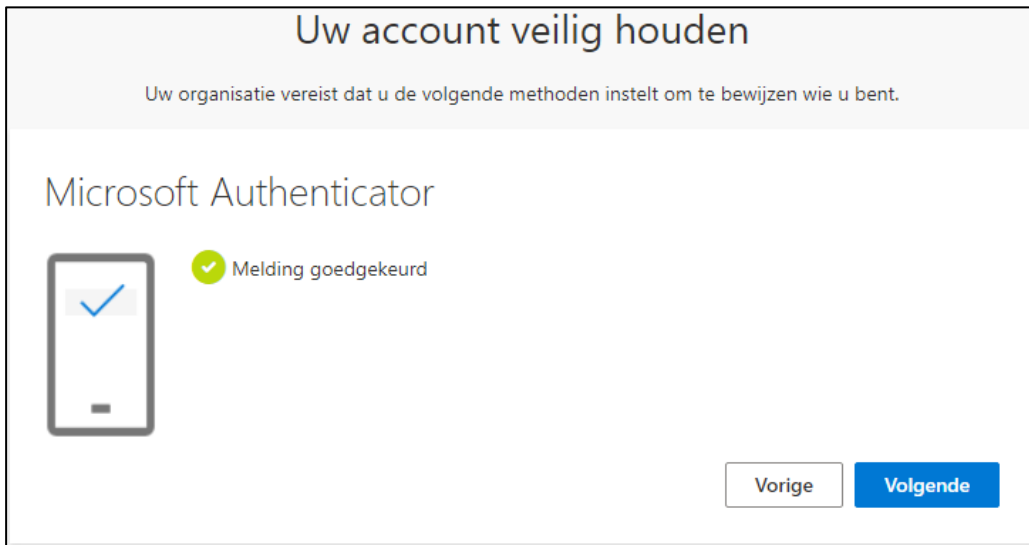 Uw account veilig houden
Uw organisatie vereist dat u de volgende methoden instelt om te bewijzen wie u bent.
Microsoft Authenticator
Melding goedgekeurd
Vorige
Volgende